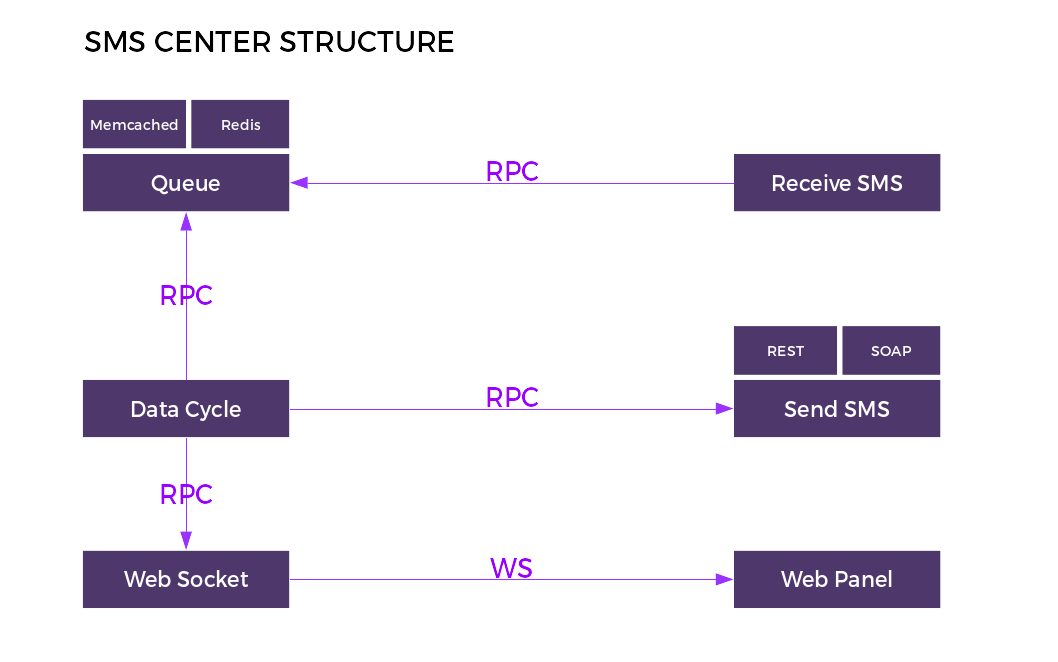 SMS CENTER STRUCTURE
Memcached
Redis
Queue
RPC
Receive SMS
RPC
REST
SOAP
Data Cycle
RPC
Send SMS
RPC
Web Socket
WS
Web Panel